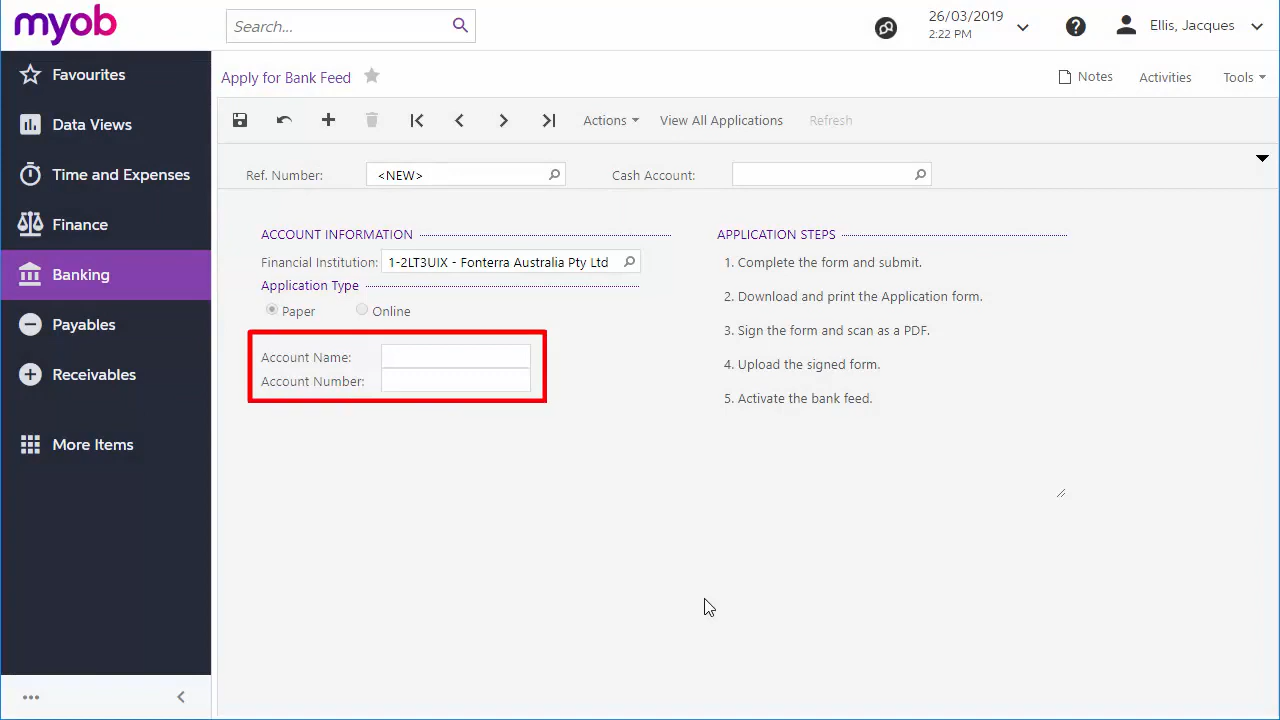 myob
Search...
26/03/2019
2:22 PM
Ellis, Jacques
Favourites
Data Views
Time and Expenses
Finance
Banking
Payables
Receivables
More Items
Apply for Bank Feed
Notes
Activities
Tools
Actions
View All Applications
Refresh
Ref. Number: <NEW>
Cash Account:
ACCOUNT INFORMATION
Financial Institution: 1-2LT3UIX - Fonterra Australia Pty Ltd
Application Type
Paper
Online
Account Name:
Account Number:
APPLICATION STEPS
1. Complete the form and submit.
2. Download and print the Application form.
3. Sign the form and scan as a PDF.
4. Upload the signed form.
5. Activate the bank feed.